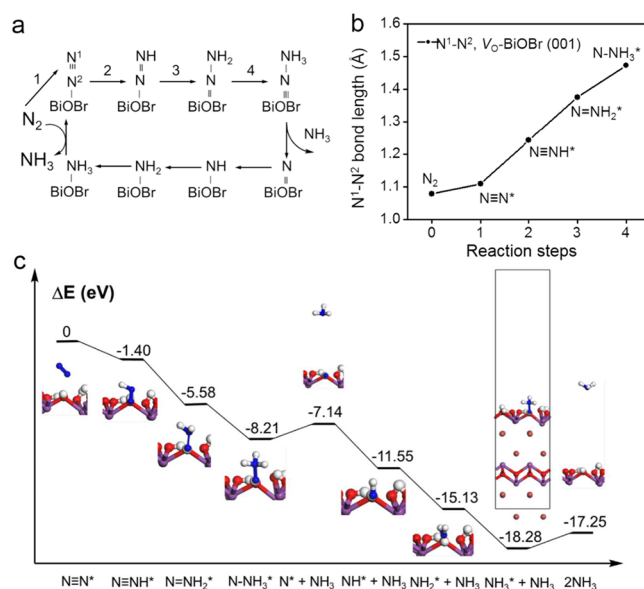 a
N¹ NH NH₂ NH₃
1 2 3 4
N² N N N
BiOBr BiOBr BiOBr BiOBr
N₂
NH₃
NH₃
NH₃ NH₂ NH N
BiOBr BiOBr BiOBr BiOBr
b
N¹-N², V_O-BiOBr (001)
N¹-N² bond length (Å)
1.6
1.5
1.4
1.3
1.2
1.1
1.0
N-NH₃*
N=NH₂*
N≡NH*
N₂
N≡N*
0 1 2 3 4
Reaction steps
c
ΔE (eV)
0
-1.40
-5.58
-8.21
-7.14
-11.55
-15.13
-18.28
-17.25
N≡N* N≡NH* N=NH₂* N-NH₃* N* + NH₃ NH* + NH₃ NH₂* + NH₃ NH₃* + NH₃ 2NH₃